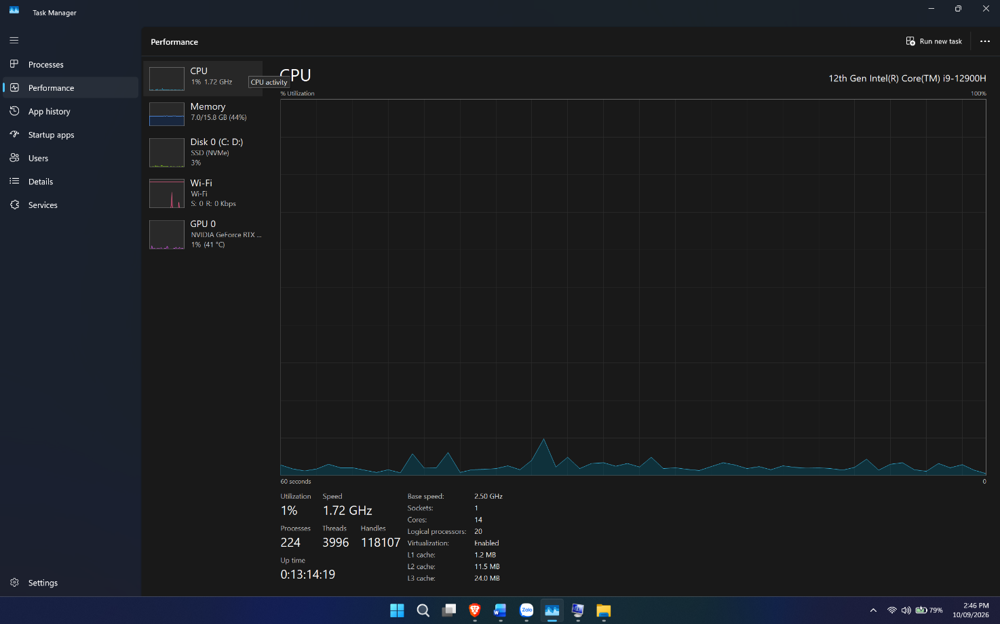 Task Manager
Performance
Run new task
Processes
Performance
App history
Startup apps
Users
Details
Services
Settings
CPU
1% 1.72 GHz
CPU activity
Memory
7.0/15.8 GB (44%)
Disk 0 (C: D:)
SSD (NVMe)
3%
Wi-Fi
Wi-Fi
S: 0 R: 0 Kbps
GPU 0
NVIDIA GeForce RTX ...
1% (41 °C)
CPU
12th Gen Intel(R) Core(TM) i9-12900H
% Utilization
100%
60 seconds
0
Utilization
Speed
1%
1.72 GHz
Processes
Threads
Handles
224
3996
118107
Up time
0:13:14:19
Base speed: 2.50 GHz
Sockets: 1
Cores: 14
Logical processors: 20
Virtualization: Enabled
L1 cache: 1.2 MB
L2 cache: 11.5 MB
L3 cache: 24.0 MB
W
Zalo
79%
2:46 PM
10/09/2026